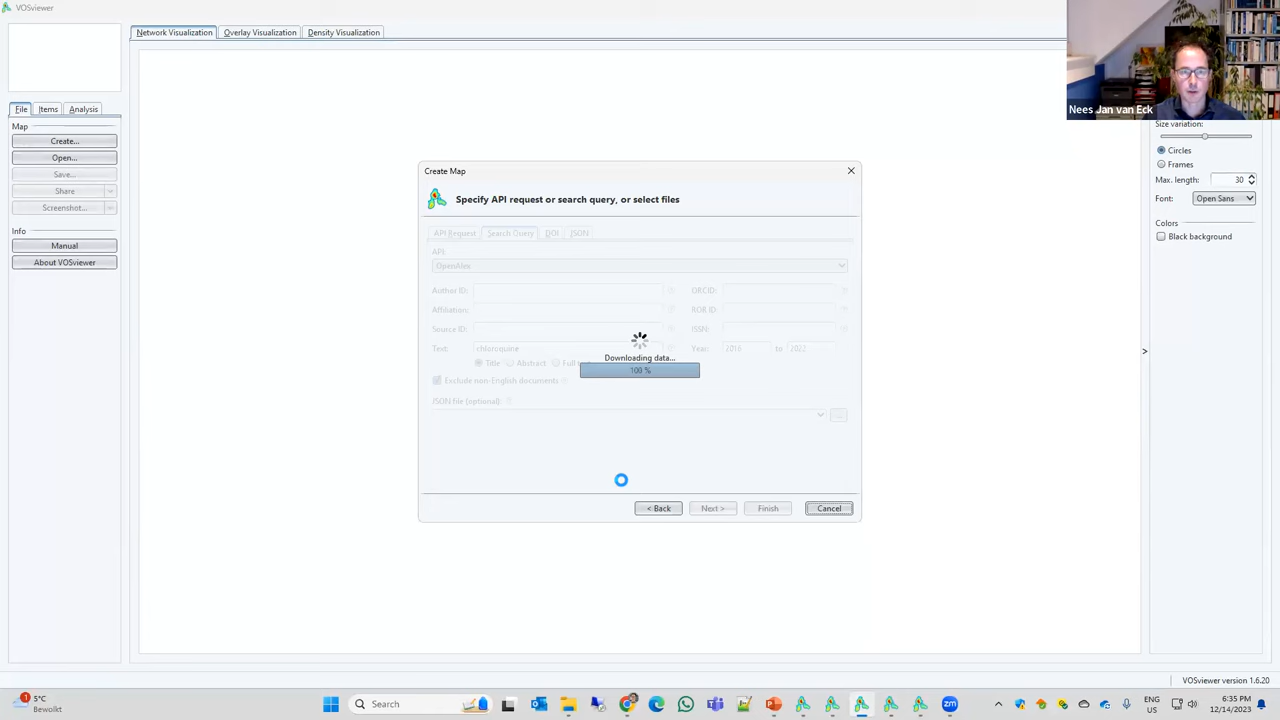 VOSviewer
Network Visualization
Overlay Visualization
Density Visualization
Nees Jan van Eck
File
Items
Analysis
Map
Create...
Open...
Save...
Share
Screenshot...
Info
Manual
About VOSviewer
Create Map
Specify API request or search query, or select files
API Request
Search Query
DOI
JSON
API:
OpenAlex
Author ID:
ORCID:
Affiliation:
ROR ID:
Source ID:
ISSN:
Text:
chloroquine
Year:
2016
to
2022
Title
Abstract
Full
Exclude non-English documents
JSON file (optional):
Downloading data...
100 %
< Back
Next >
Finish
Cancel
Size variation:
Circles
Frames
Max. length:
30
Font:
Open Sans
Colors
Black background
>
VOSviewer version 1.6.20
1
5°C
Bewolkt
Search
zm
ENG
US
6:35 PM
12/14/2023